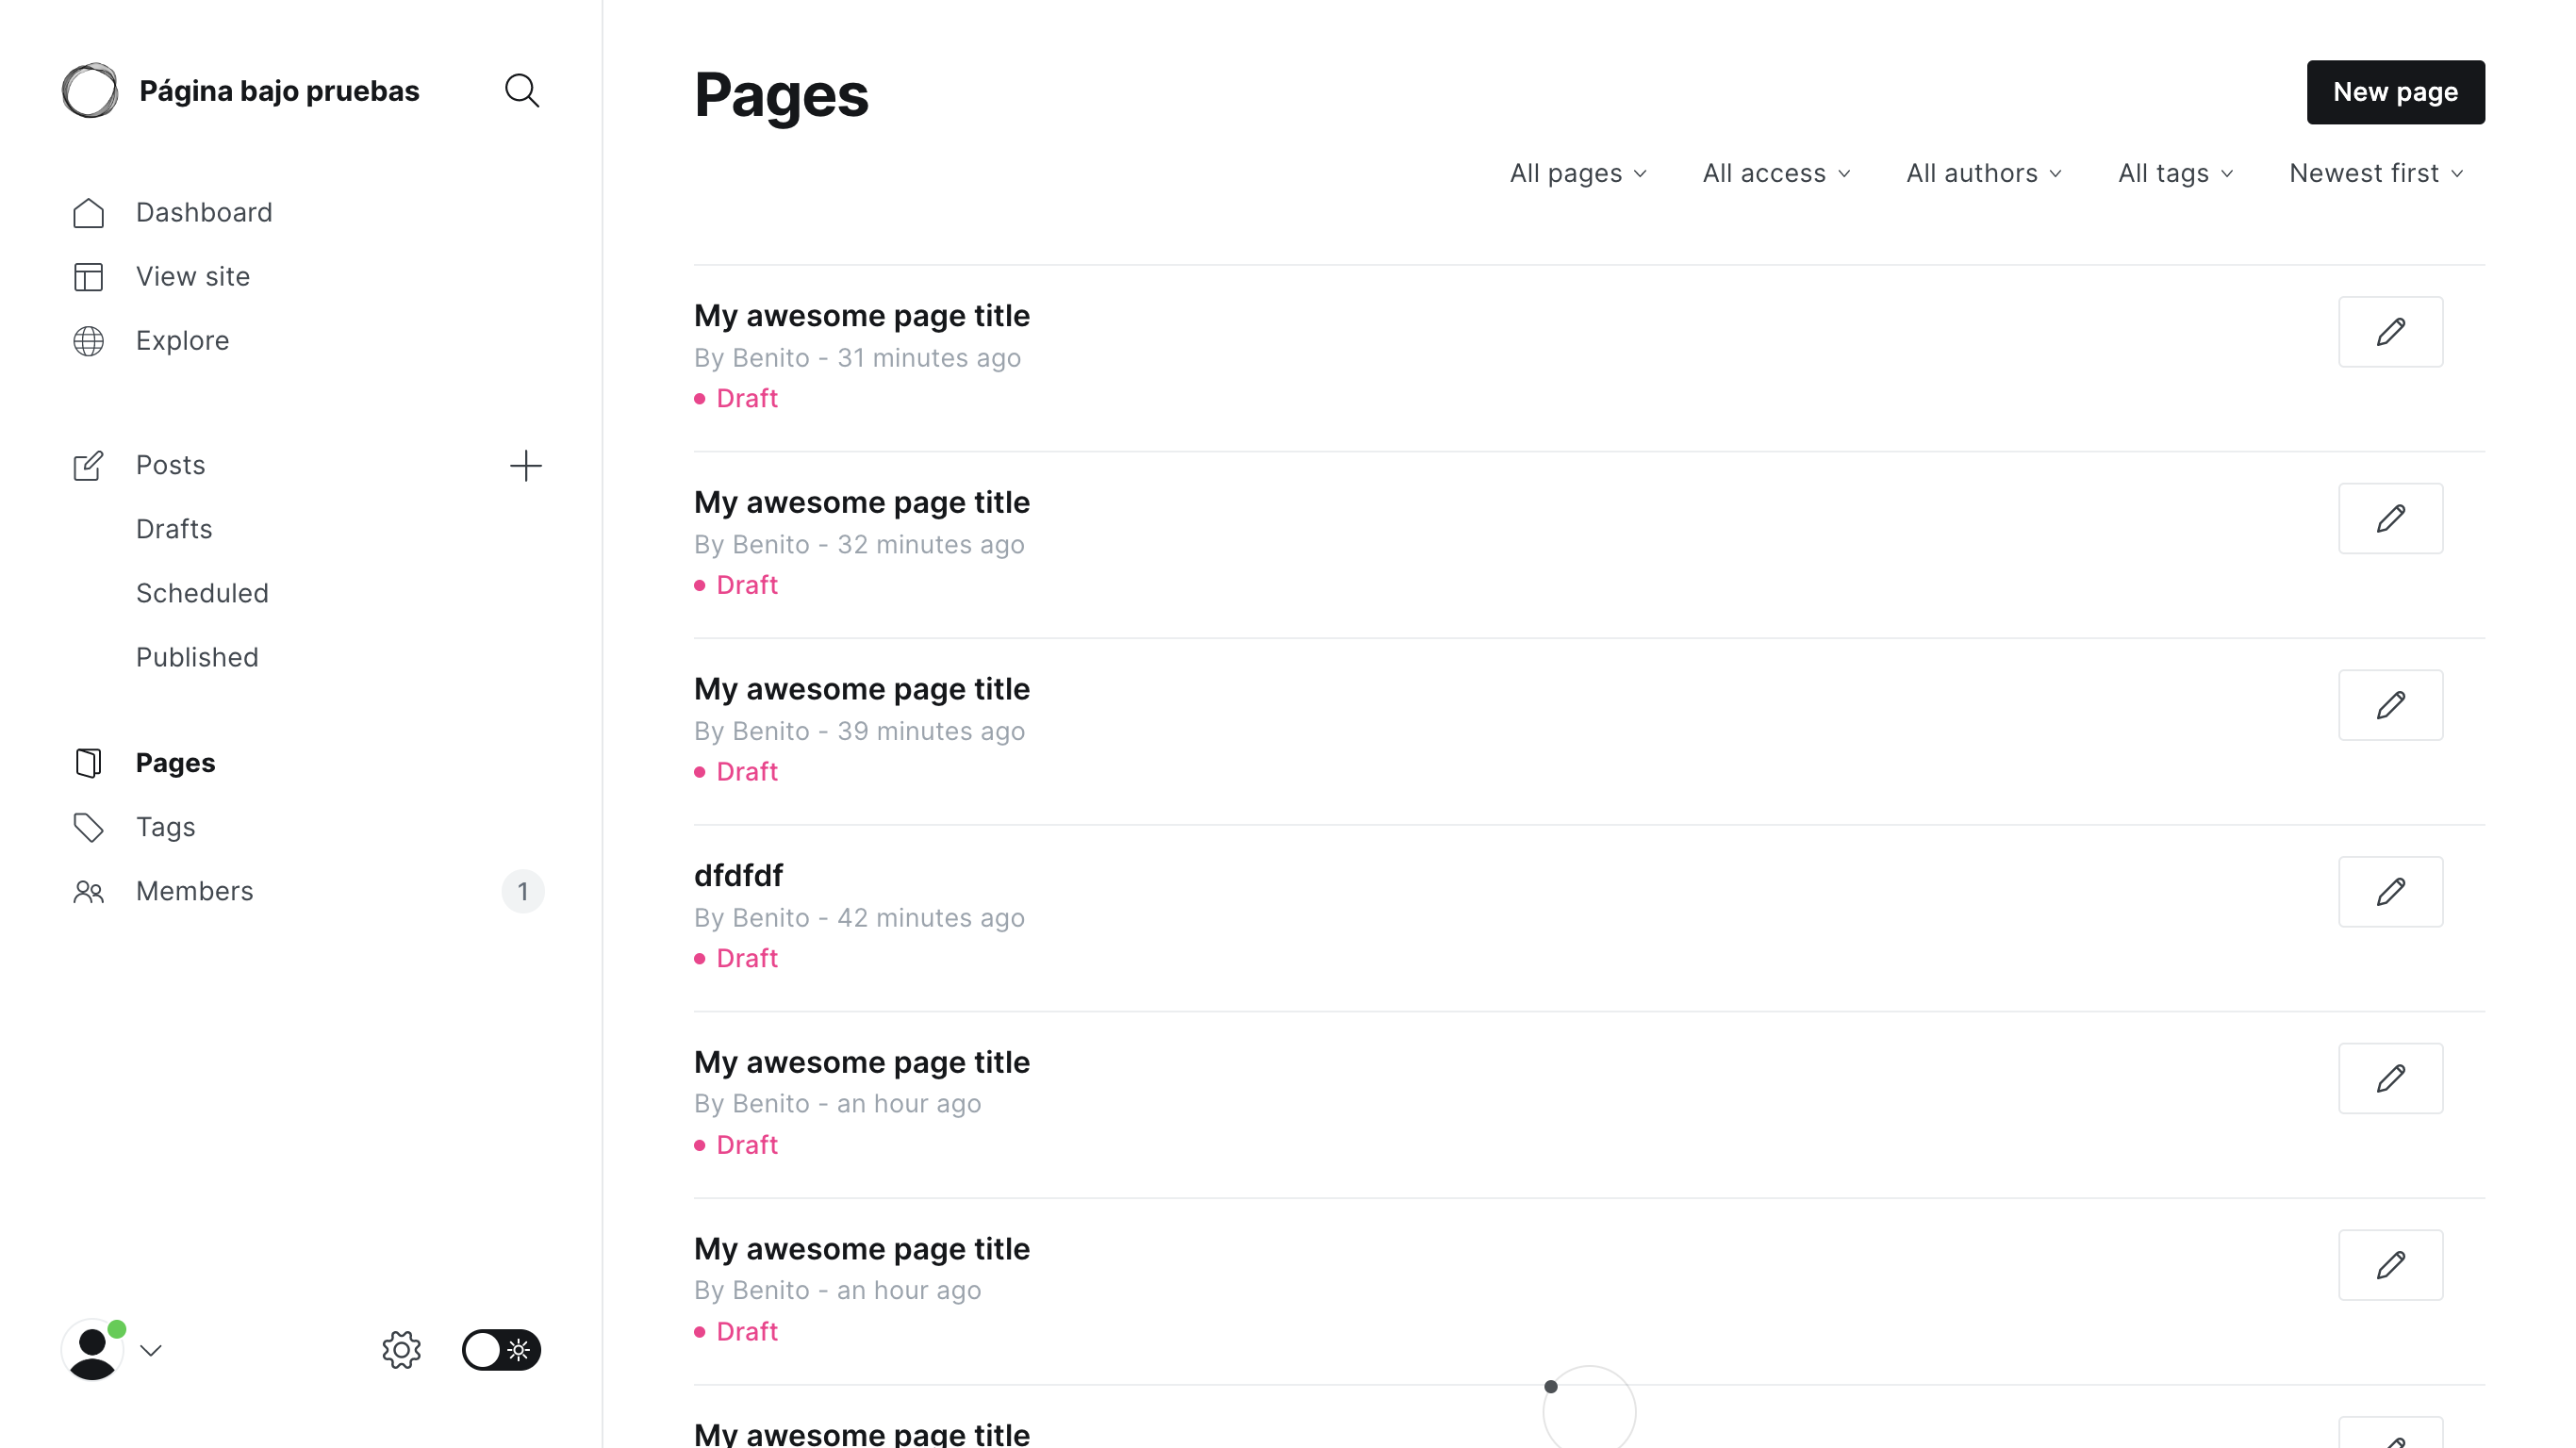 Página bajo pruebas
Dashboard
View site
Explore
Posts
Drafts
Scheduled
Published
Pages
Tags
Members
1
Pages
New page
All pages
All access
All authors
All tags
Newest first
My awesome page title
By Benito - 31 minutes ago
Draft
My awesome page title
By Benito - 32 minutes ago
Draft
My awesome page title
By Benito - 39 minutes ago
Draft
dfdfdf
By Benito - 42 minutes ago
Draft
My awesome page title
By Benito - an hour ago
Draft
My awesome page title
By Benito - an hour ago
Draft
My awesome page title